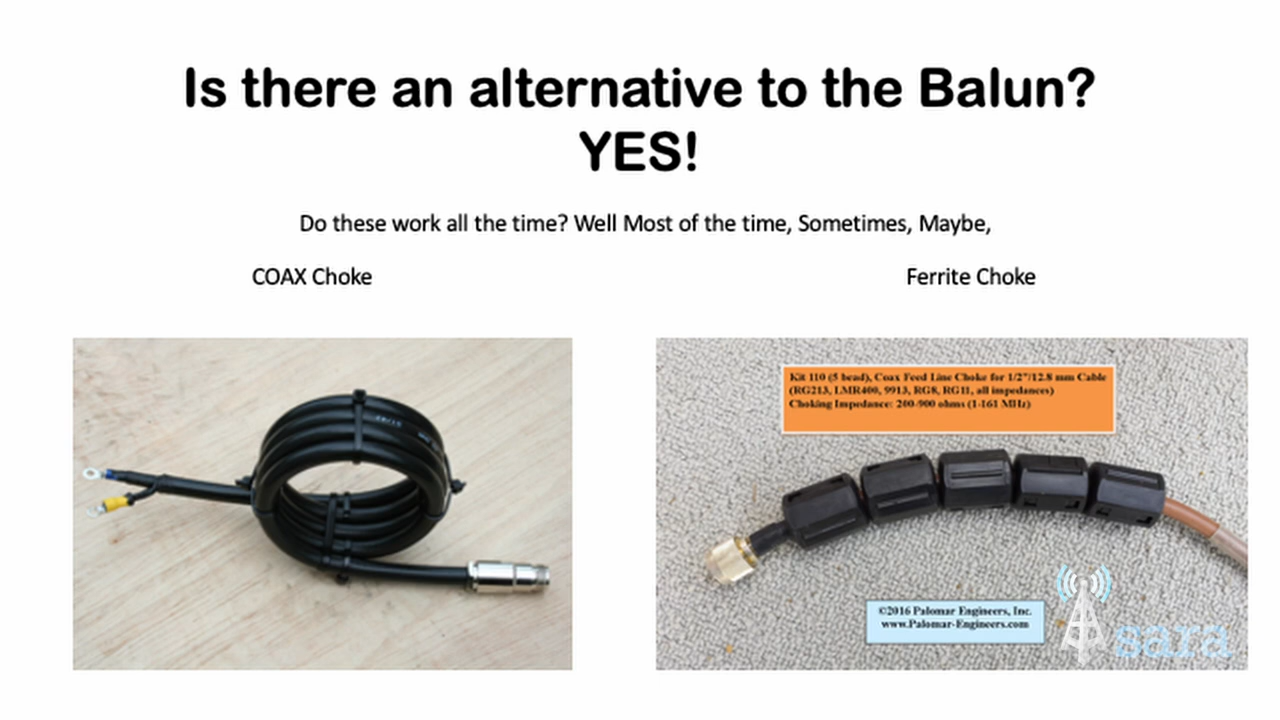 Is there an alternative to the Balun?
YES!
Do these work all the time? Well Most of the time, Sometimes, Maybe,
COAX Choke
Ferrite Choke
Kit 110 (5 bead), Coax Feed Line Choke for 1/2"/12.8 mm Cable
(RG213, LMR400, 9913, RG8, RG11, all impedances)
Choking Impedance: 200-900 ohms (1-161 MHz)
©2016 Palomar Engineers, Inc.
www.Palomar-Engineers.com
sara